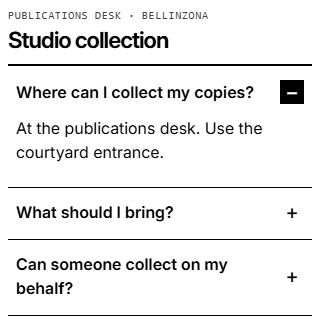 PUBLICATIONS DESK · BELLINZONA
Studio collection
Where can I collect my copies?
−
At the publications desk. Use the
courtyard entrance.
What should I bring?
+
Can someone collect on my
behalf?
+